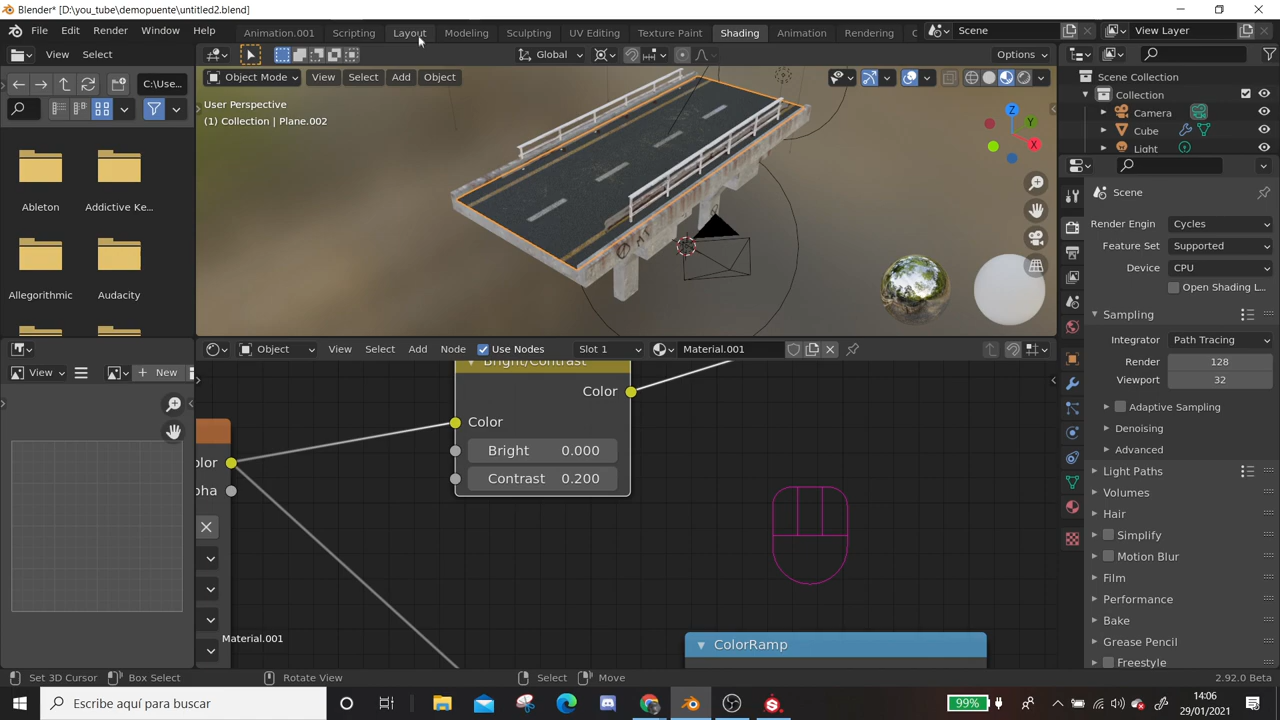 Blender* [D:\you_tube\demopuente\untitled2.blend]
File Edit Render Window Help
Animation.001 Scripting Layout Modeling Sculpting UV Editing Texture Paint Shading Animation Rendering
Scene
View Layer
View Select
Global
Options
C:\Use...
Object Mode View Select Add Object
Scene Collection
Collection
Camera
Cube
Light
User Perspective
(1) Collection | Plane.002
Z
Y
X
Ableton
Addictive Ke...
Allegorithmic
Audacity
Scene
Render Engin Cycles
Feature Set Supported
Device CPU
Open Shading L...
Sampling
Integrator Path Tracing
Render 128
Viewport 32
Adaptive Sampling
Denoising
Advanced
Light Paths
Volumes
Hair
Simplify
Motion Blur
Film
Performance
Bake
Grease Pencil
Freestyle
View
New
Object View Select Add Node Use Nodes Slot 1 Material.001
Bright/Contrast
Color
Color
Bright 0.000
Contrast 0.200
olor
pha
ColorRamp
Material.001
Set 3D Cursor Box Select Rotate View Select Move 2.92.0 Beta
Escribe aquí para buscar
99%
14:06
29/01/2021